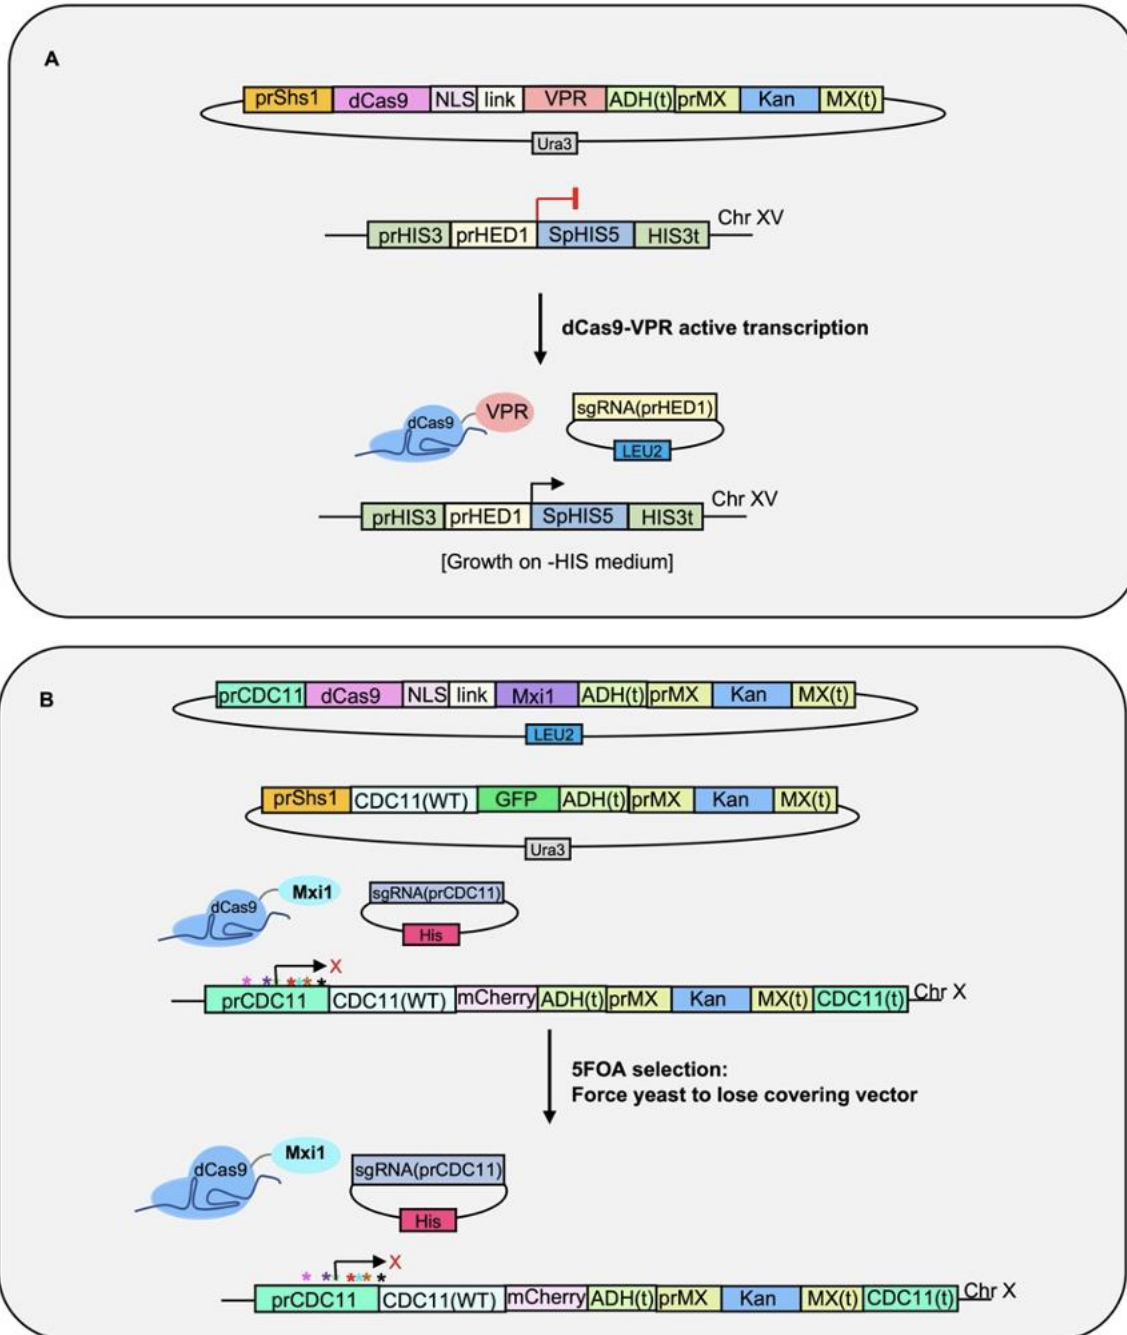 A
prShs1 dCas9 NLS link VPR ADH(t) prMX Kan MX(t)
Ura3
Chr XV
prHIS3 prHED1 SpHIS5 HIS3t
dCas9-VPR active transcription
dCas9 VPR
sgRNA(prHED1)
LEU2
Chr XV
prHIS3 prHED1 SpHIS5 HIS3t
[Growth on -HIS medium]
B
prCDC11 dCas9 NLS link Mxi1 ADH(t) prMX Kan MX(t)
LEU2
prShs1 CDC11(WT) GFP ADH(t) prMX Kan MX(t)
Ura3
dCas9 Mxi1
sgRNA(prCDC11)
His
* * * * * * X
prCDC11 CDC11(WT) mCherry ADH(t) prMX Kan MX(t) CDC11(t) Chr X
5FOA selection:
Force yeast to lose covering vector
dCas9 Mxi1
sgRNA(prCDC11)
His
* * * * * * X
prCDC11 CDC11(WT) mCherry ADH(t) prMX Kan MX(t) CDC11(t) Chr X